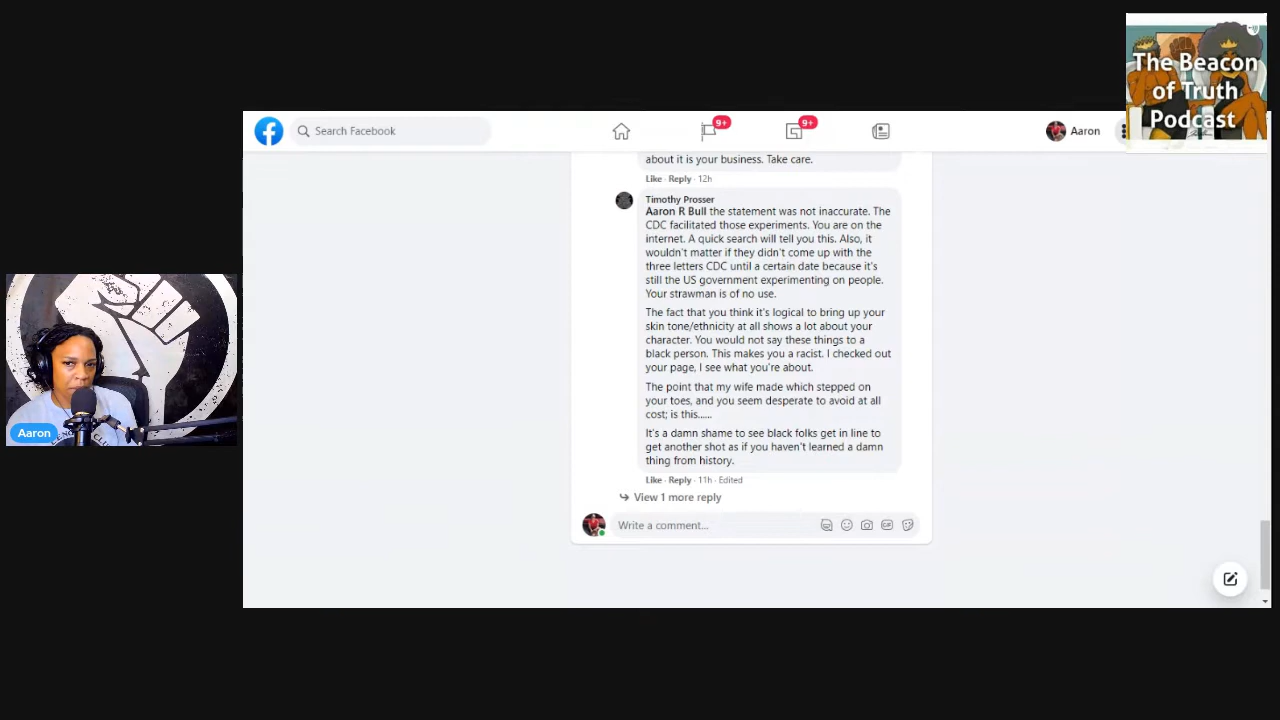 The Beacon
of Truth
Podcast
Search Facebook
9+
9+
Aaron
about it is your business. Take care.
Like · Reply · 12h
Timothy Prosser
Aaron R Bull the statement was not inaccurate. The
CDC facilitated those experiments. You are on the
internet. A quick search will tell you this. Also, it
wouldn't matter if they didn't come up with the
three letters CDC until a certain date because it's
still the US government experimenting on people.
Your strawman is of no use.
The fact that you think it's logical to bring up your
skin tone/ethnicity at all shows a lot about your
character. You would not say these things to a
black person. This makes you a racist. I checked out
your page, I see what you're about.
The point that my wife made which stepped on
your toes, and you seem desperate to avoid at all
cost; is this......
It's a damn shame to see black folks get in line to
get another shot as if you haven't learned a damn
thing from history.
Like · Reply · 11h · Edited
View 1 more reply
Write a comment...
GIF
Aaron